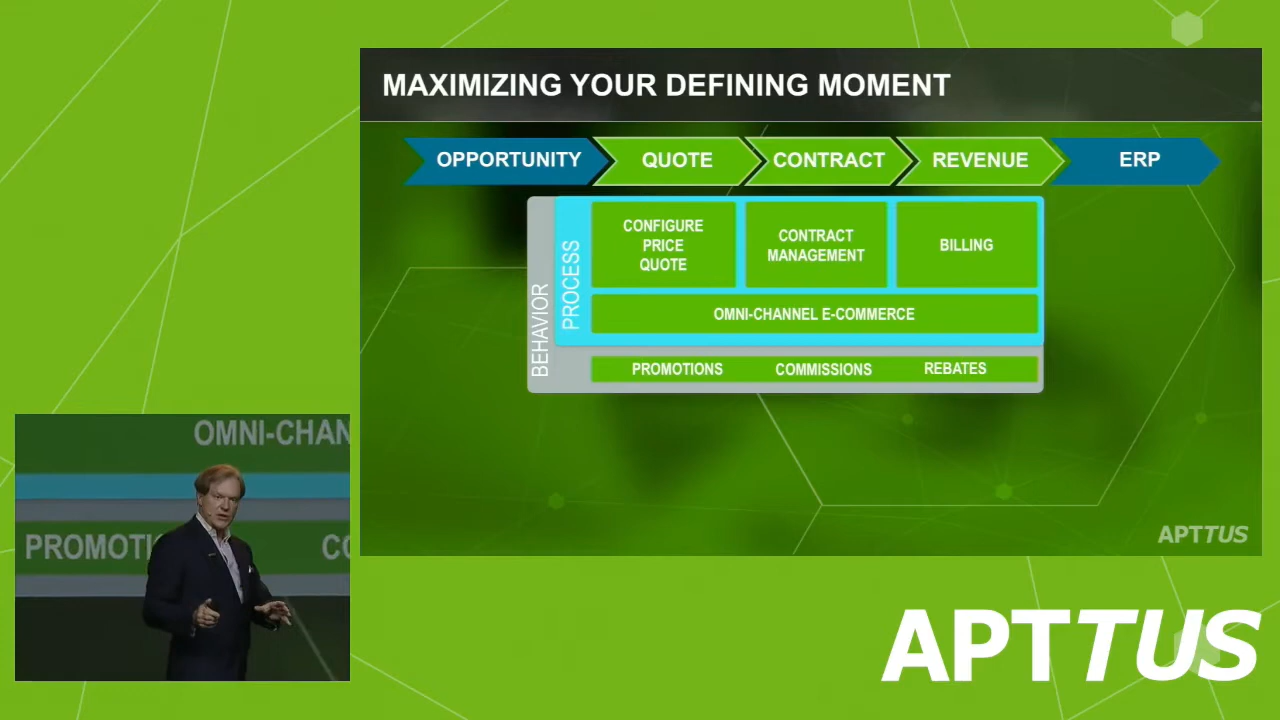 MAXIMIZING YOUR DEFINING MOMENT
OPPORTUNITY
QUOTE
CONTRACT
REVENUE
ERP
BEHAVIOR
PROCESS
CONFIGURE
PRICE
QUOTE
CONTRACT
MANAGEMENT
BILLING
OMNI-CHANNEL E-COMMERCE
PROMOTIONS
COMMISSIONS
REBATES
APTTUS
OMNI-CHAN
PROMOTI
CO
APTTUS